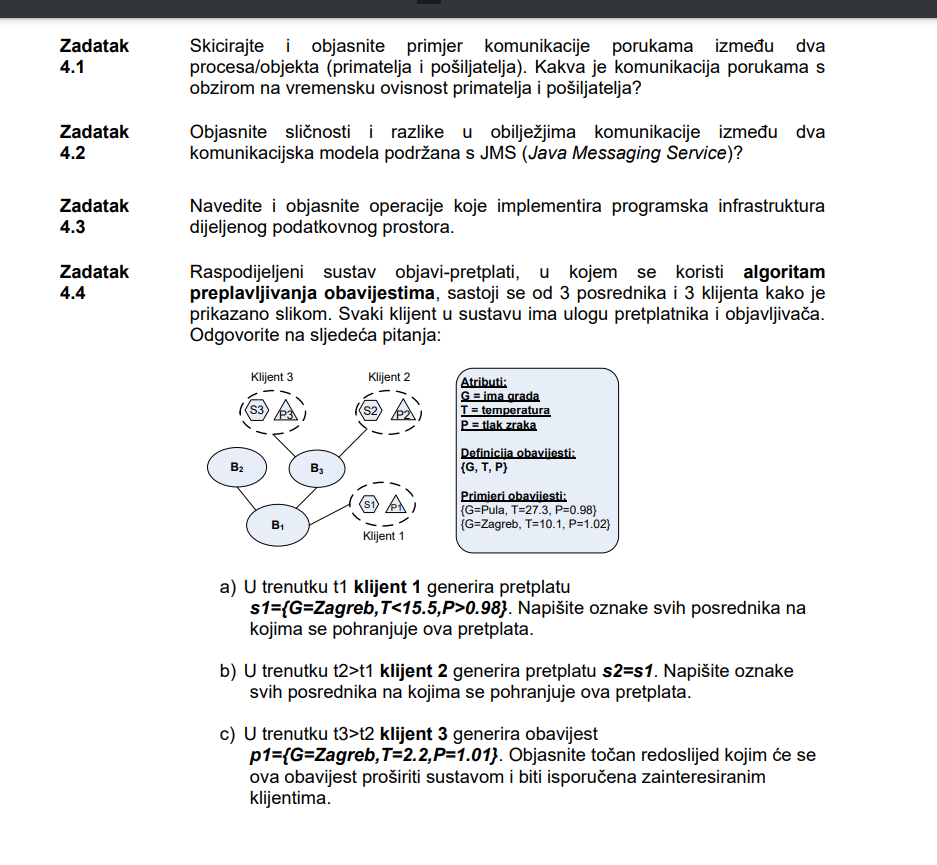 Zadatak
4.1
Skicirajte i objasnite primjer komunikacije porukama između dva
procesa/objekta (primatelja i pošiljatelja). Kakva je komunikacija porukama s
obzirom na vremensku ovisnost primatelja i pošiljatelja?
Zadatak
4.2
Objasnite sličnosti i razlike u obilježjima komunikacije između dva
komunikacijska modela podržana s JMS (Java Messaging Service)?
Zadatak
4.3
Navedite i objasnite operacije koje implementira programska infrastruktura
dijeljenog podatkovnog prostora.
Zadatak
4.4
Raspodijeljeni sustav objavi-pretplati, u kojem se koristi algoritam
preplavljivanja obavijestima, sastoji se od 3 posrednika i 3 klijenta kako je
prikazano slikom. Svaki klijent u sustavu ima ulogu pretplatnika i objavljivača.
Odgovorite na sljedeća pitanja:
Klijent 3
Klijent 2
S3
P3
S2
P2
B2
B3
S1
P1
B1
Klijent 1
Atributi:
G = ima grada
T = temperatura
P = tlak zraka
Definicija obavijesti:
{G, T, P}
Primjeri obavijesti:
{G=Pula, T=27.3, P=0.98}
{G=Zagreb, T=10.1, P=1.02}
a) U trenutku t1 klijent 1 generira pretplatu
s1={G=Zagreb,T<15.5,P>0.98}. Napišite oznake svih posrednika na
kojima se pohranjuje ova pretplata.
b) U trenutku t2>t1 klijent 2 generira pretplatu s2=s1. Napišite oznake
svih posrednika na kojima se pohranjuje ova pretplata.
c) U trenutku t3>t2 klijent 3 generira obavijest
p1={G=Zagreb,T=2.2,P=1.01}. Objasnite točan redoslijed kojim će se
ova obavijest proširiti sustavom i biti isporučena zainteresiranim
klijentima.